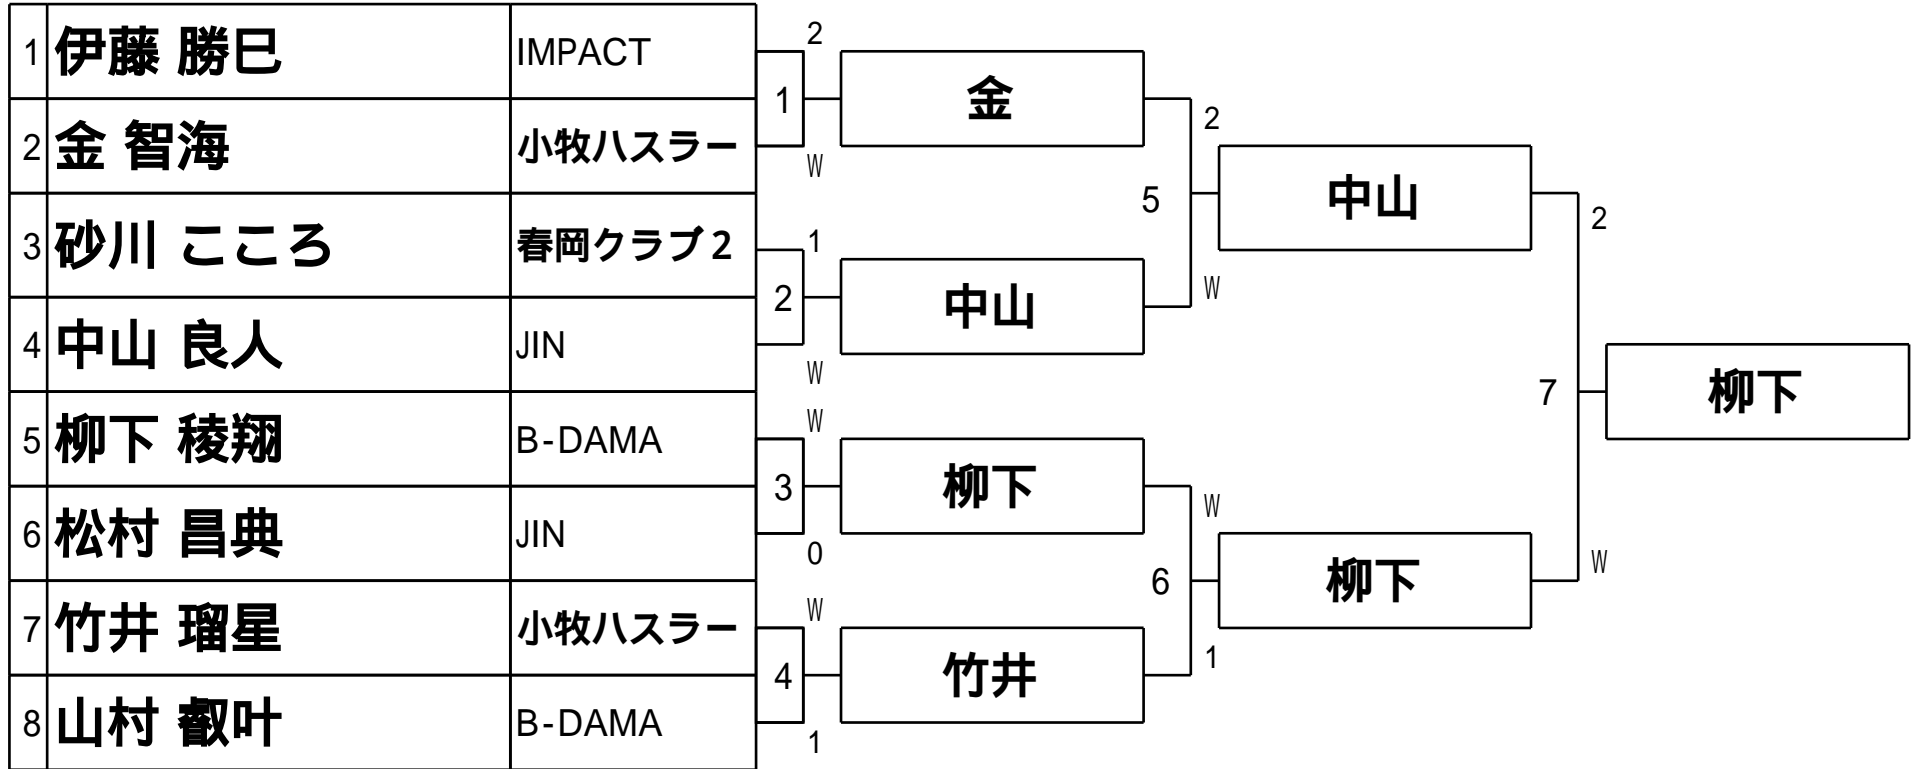 1 伊藤 勝巳 IMPACT
2 金 智海 小牧ハスラー
3 砂川 こころ 春岡クラブ2
4 中山 良人 JIN
5 柳下 稜翔 B-DAMA
6 松村 昌典 JIN
7 竹井 瑠星 小牧ハスラー
8 山村 叡叶 B-DAMA
2
1
W
金
1
2
W
中山
W
3
0
柳下
W
4
1
竹井
2
5
W
中山
W
6
1
柳下
2
7
W
柳下